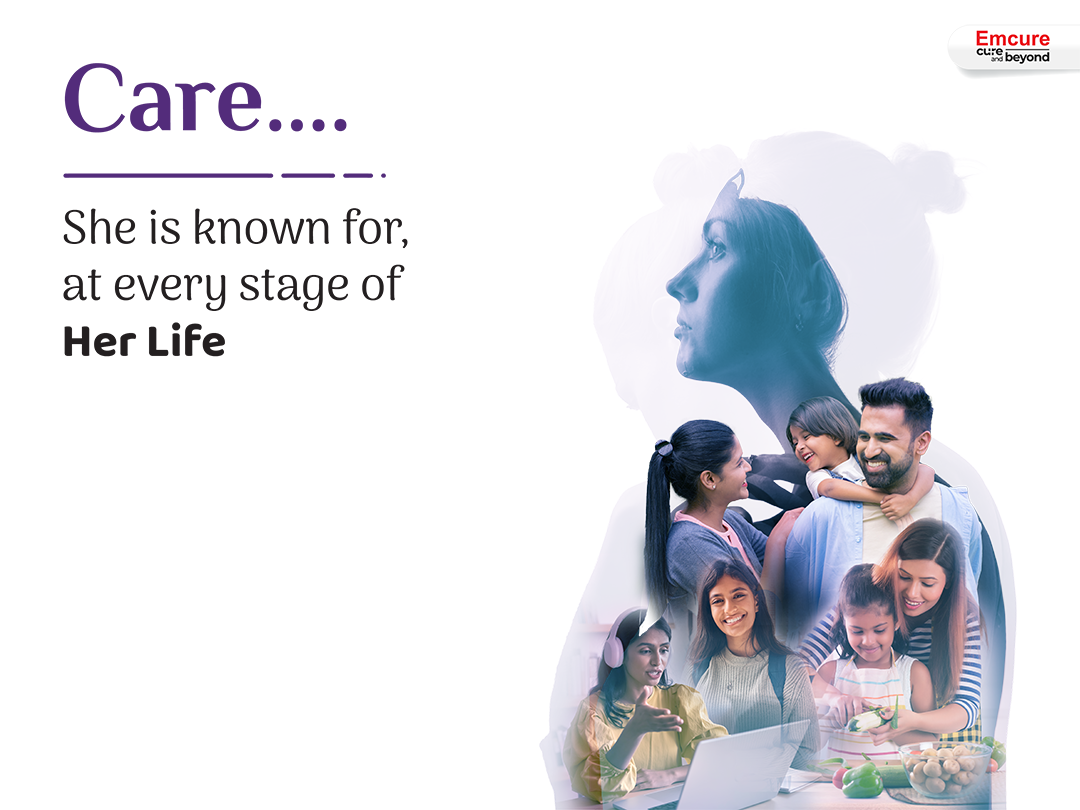 Care....
She is known for,
at every stage of
Her Life
Emcure
cure
and beyond